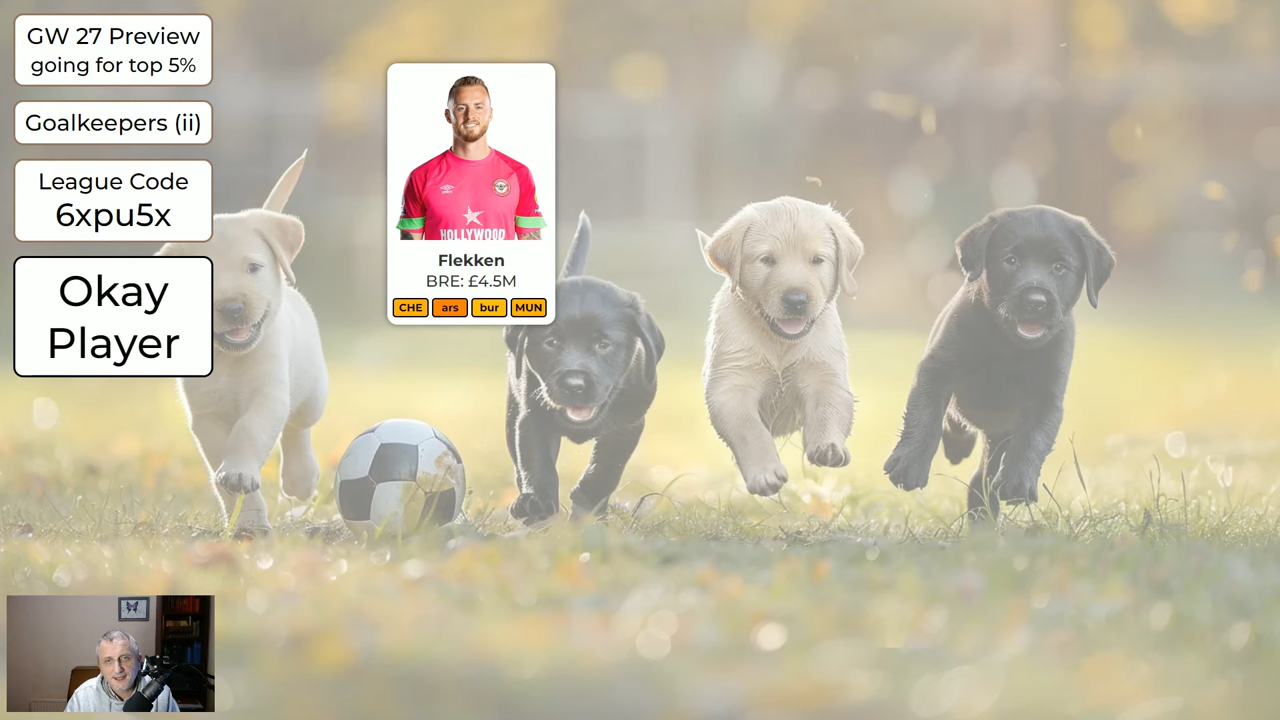 GW 27 Preview
going for top 5%
Goalkeepers (ii)
League Code
6xpu5x
Okay
Player
HOLLYWOOD
Flekken
BRE: £4.5M
CHE ars bur MUN